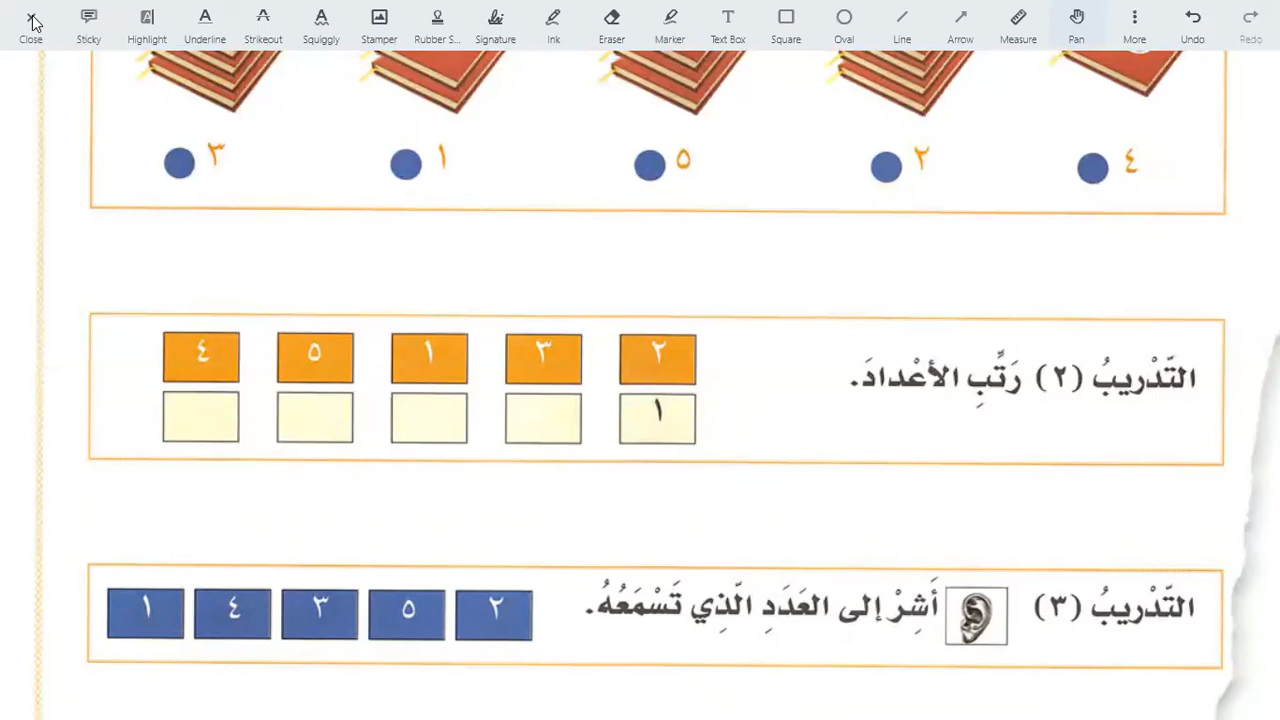 Close Sticky Highlight Underline Strikeout Squiggly Stamper Rubber S... Signature Ink Eraser Marker Text Box Square Oval Line Arrow Measure Pan More Undo Redo
٤ ٢ ٥ ١ ٣
التّدْريبُ (٢) رَتِّبِ الأعْدادَ.
٢ ٣ ١ ٥ ٤
١
التّدْريبُ (٣) أَشِرْ إلى العَدَدِ الّذِي تَسْمَعُهُ.
٢ ٥ ٣ ٤ ١